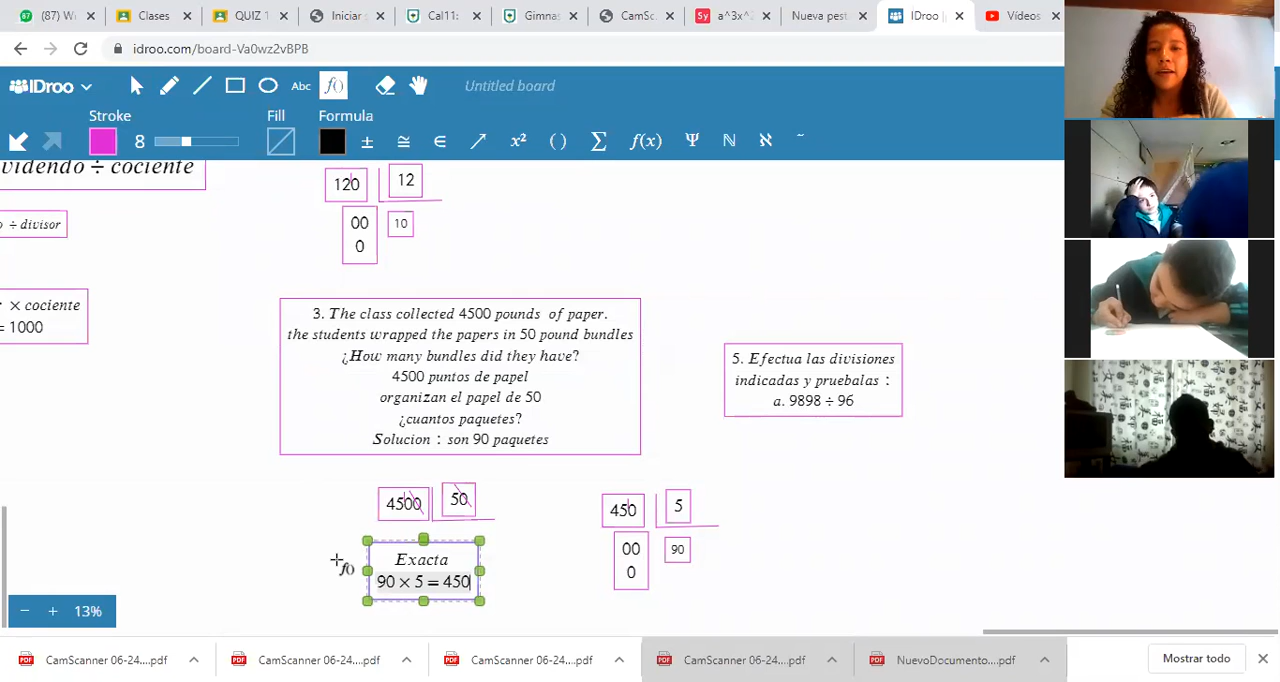 (87) W
Clases
QUIZ 1
Iniciar s
Cal11:
Gimnas
CamSc
Sy a^3x^2
Nueva pest
IDroo |
Vídeos
idroo.com/board-Va0wz2vBPB
IDroo
Abc
f()
Untitled board
Stroke
Fill
Formula
8
± ≅ ∈ ↗ x² ( ) ∑ f(x) Ψ ℕ ℵ ~
videndo ÷ cociente
120 12
00 10
0
o ÷ divisor
× cociente
= 1000
3. The class collected 4500 pounds of paper.
the students wrapped the papers in 50 pound bundles
¿How many bundles did they have?
4500 puntos de papel
organizan el papel de 50
¿cuantos paquetes?
Solucion : son 90 paquetes
5. Efectua las divisiones
indicadas y pruebalas :
a. 9898 ÷ 96
4500 50
Exacta
90 × 5 = 450
f()
450 5
00 90
0
− + 13%
CamScanner 06-24....pdf
CamScanner 06-24....pdf
CamScanner 06-24....pdf
CamScanner 06-24....pdf
NuevoDocumento....pdf
Mostrar todo